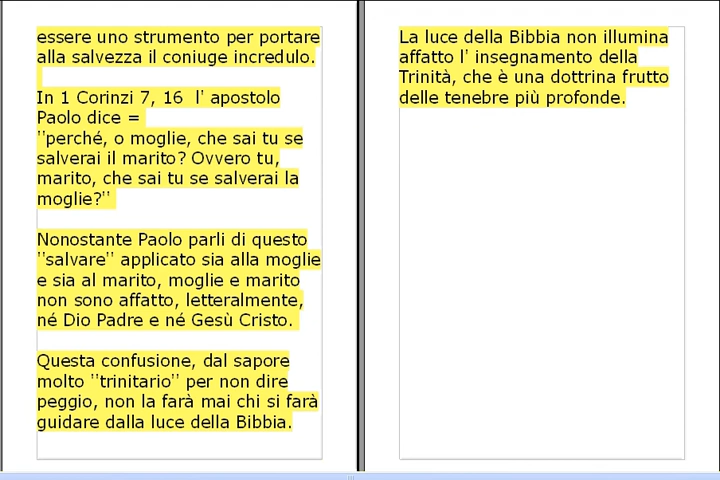 essere uno strumento per portare
alla salvezza il coniuge incredulo.
In 1 Corinzi 7, 16  l' apostolo
Paolo dice =
"perché, o moglie, che sai tu se
salverai il marito? Ovvero tu,
marito, che sai tu se salverai la
moglie?"
Nonostante Paolo parli di questo
"salvare" applicato sia alla moglie
e sia al marito, moglie e marito
non sono affatto, letteralmente,
né Dio Padre e né Gesù Cristo.
Questa confusione, dal sapore
molto "trinitario" per non dire
peggio, non la farà mai chi si farà
guidare dalla luce della Bibbia.
La luce della Bibbia non illumina
affatto l' insegnamento della
Trinità, che è una dottrina frutto
delle tenebre più profonde.